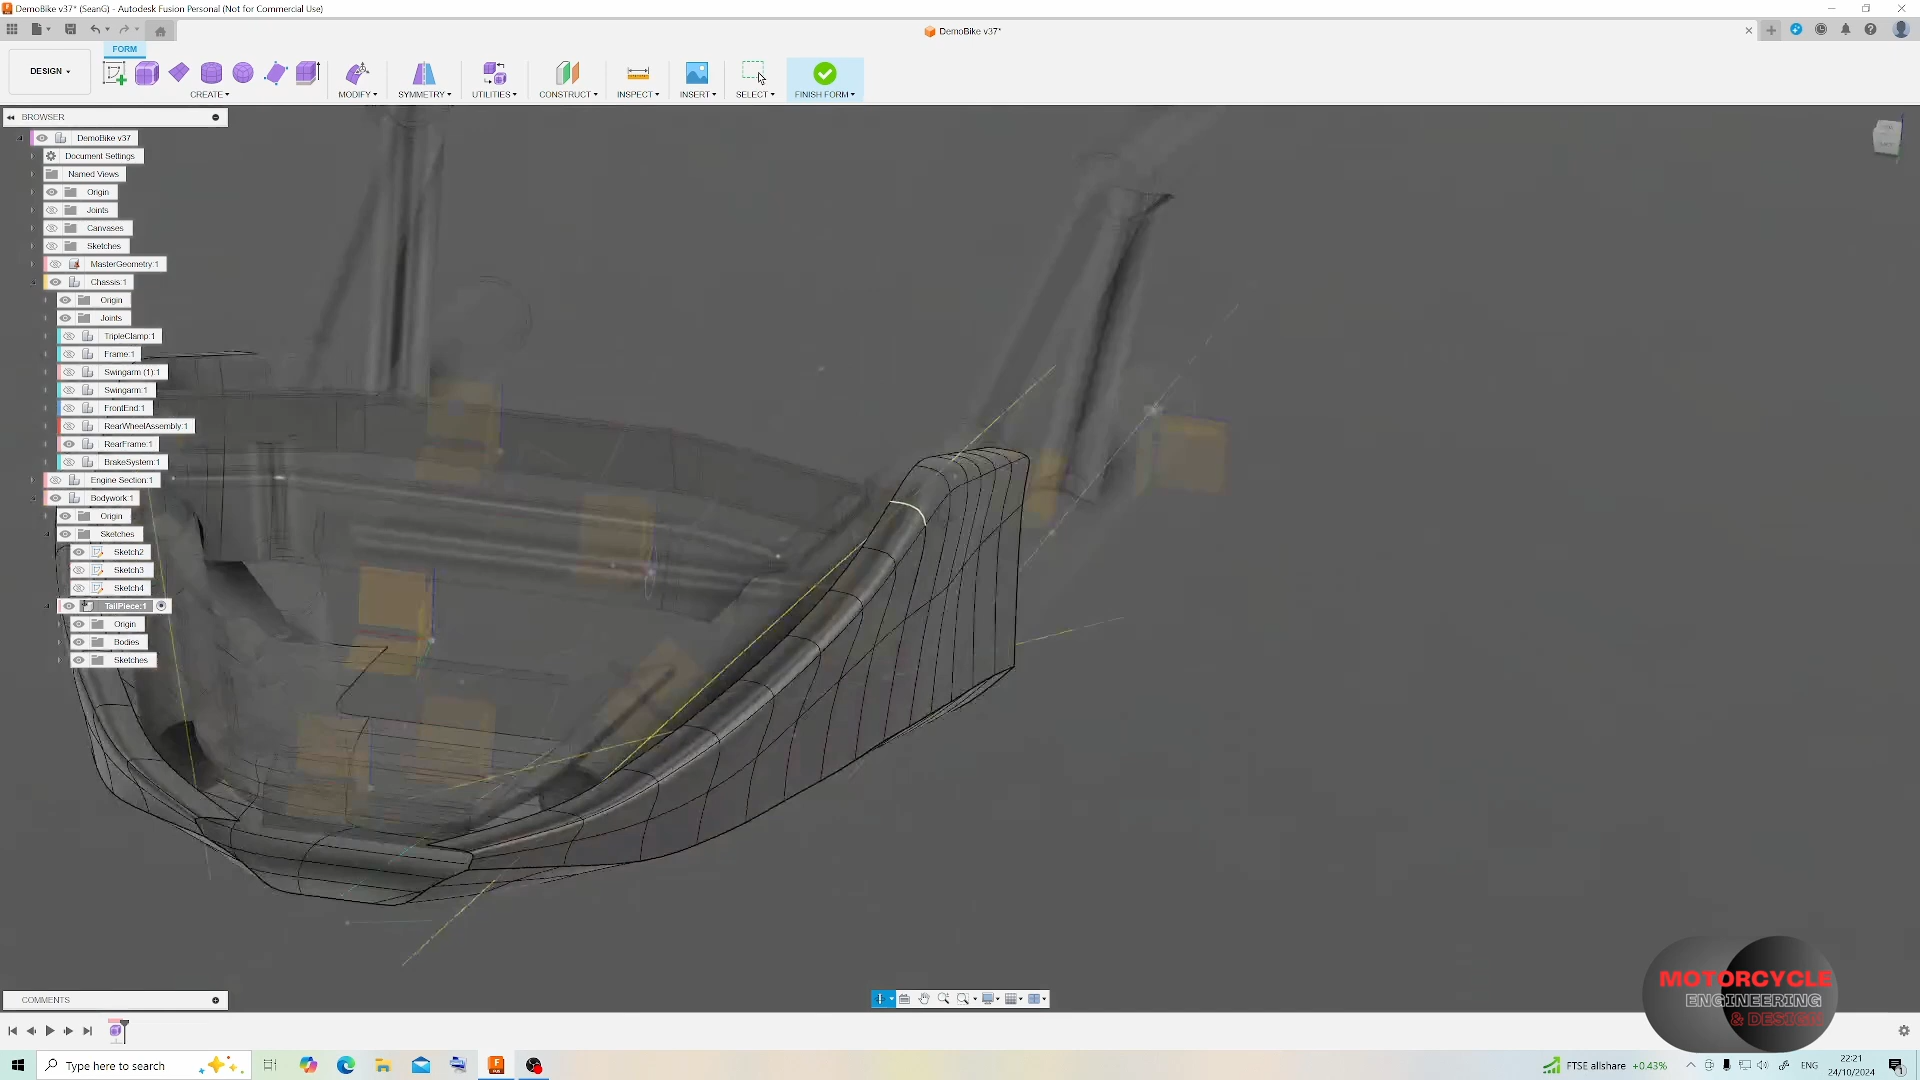 DemoBike v37* (SeanG) - Autodesk Fusion Personal (Not for Commercial Use)
DemoBike v37*
FORM
DESIGN
CREATE
MODIFY
SYMMETRY
UTILITIES
CONSTRUCT
INSPECT
INSERT
SELECT
FINISH FORM
BROWSER
DemoBike v37
Document Settings
Named Views
Origin
Joints
Canvases
Sketches
MasterGeometry:1
Chassis:1
Origin
Joints
TripleClamp:1
Frame:1
Swingarm (1):1
Swingarm:1
FrontEnd:1
RearWheelAssembly:1
RearFrame:1
BrakeSystem:1
Engine Section:1
Bodywork:1
Origin
Sketches
Sketch2
Sketch3
Sketch4
TailPiece:1
Origin
Bodies
Sketches
MOTORCYCLE
ENGINEERING
& DESIGN
COMMENTS
Type here to search
FTSE allshare +0.43%
ENG
22:21
24/10/2024